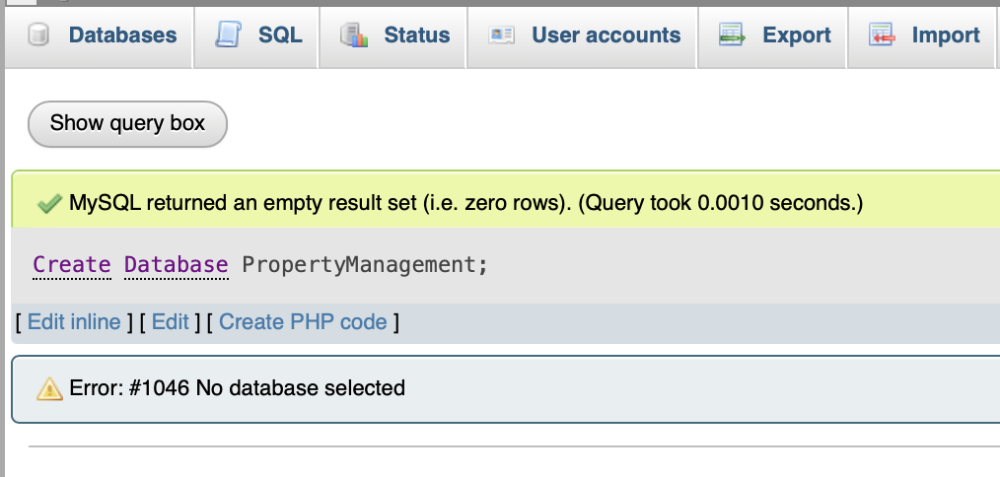 Databases SQL Status User accounts Export Import
Show query box
MySQL returned an empty result set (i.e. zero rows). (Query took 0.0010 seconds.)
Create Database PropertyManagement;
[ Edit inline ] [ Edit ] [ Create PHP code ]
Error: #1046 No database selected